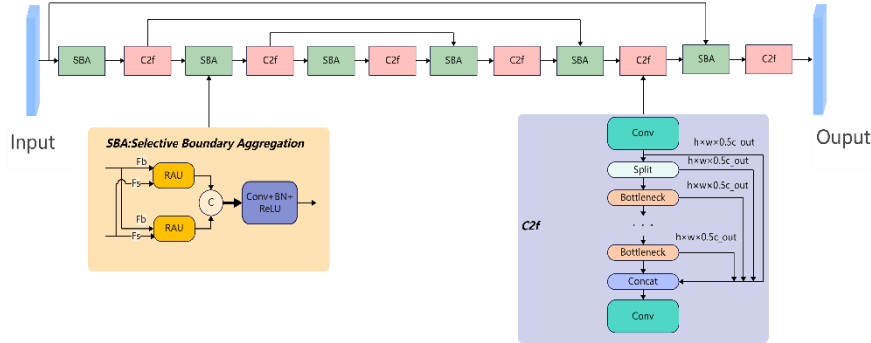 SBA
C2f
SBA
C2f
SBA
C2f
SBA
C2f
SBA
C2f
SBA
C2f
Input
Ouput
SBA:Selective Boundary Aggregation
Fb
RAU
Fs
C
Conv+BN+
ReLU
Fb
RAU
Fs
Conv
h×w×0.5c_out
h×w×0.5c_out
Split
h×w×0.5c_out
Bottleneck
C2f
. . .
h×w×0.5c_out
Bottleneck
Concat
Conv